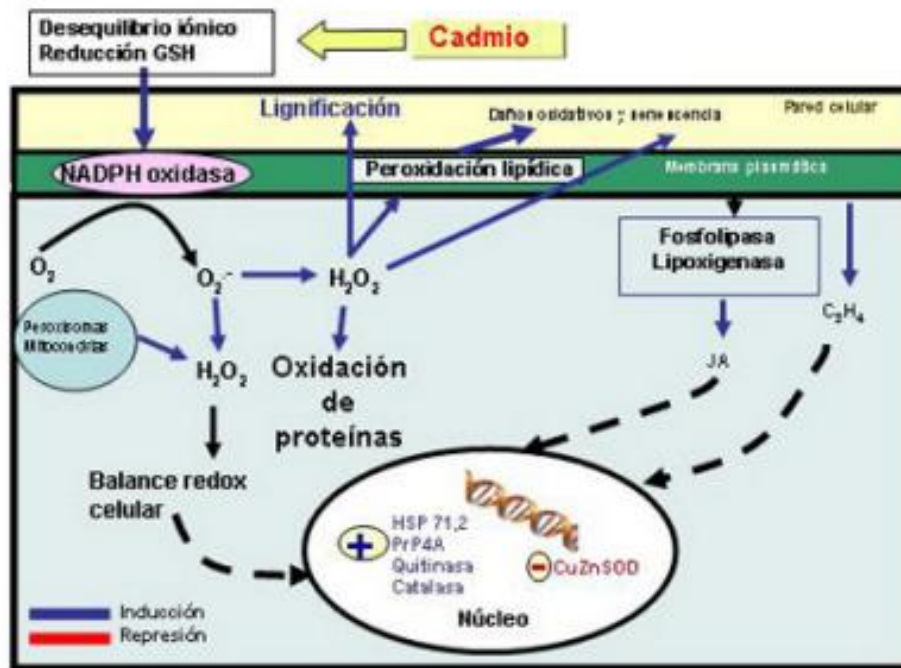 Desequilibrio iónico
Reducción GSH
Cadmio
Lignificación
Daños oxidativos y senescencia
Pared celular
NADPH oxidasa
Peroxidación lipídica
Membrana plasmática
O₂
O₂·⁻
H₂O₂
Fosfolipasa
Lipoxigenasa
C₂H₄
Peroxisomas
Mitocondrias
H₂O₂
Oxidación
de
proteínas
JA
Balance redox
celular
+
HSP 71,2
PrP4A
Quitinasa
Catalasa
- CuZnSOD
Núcleo
Inducción
Represión